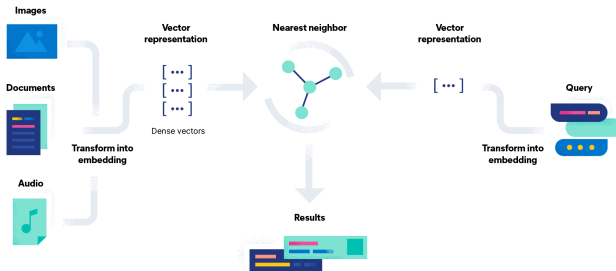 Images
Vector
representation
Nearest neighbor
Vector
representation
Documents
[ ••• ]
[ ••• ]
[ ••• ]
[ ••• ]
Query
Dense vectors
Transform into
embedding
Transform into
embedding
Audio
Results